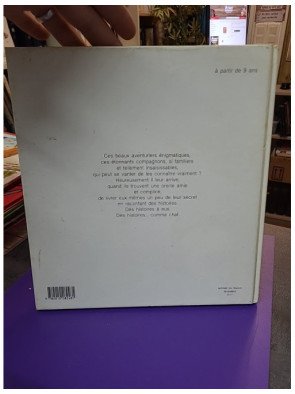 à partir de 9 ans
Ces beaux aventuriers énigmatiques,
ces étonnants compagnons, si familiers
et tellement insaisissables,
qui peut se vanter de les connaître vraiment ?
Heureusement il leur arrive,
quand ils trouvent une oreille amie
et complice,
de livrer eux-mêmes un peu de leur secret
en racontant des histoires.
Des histoires à eux.
Des histoires... comme chat.